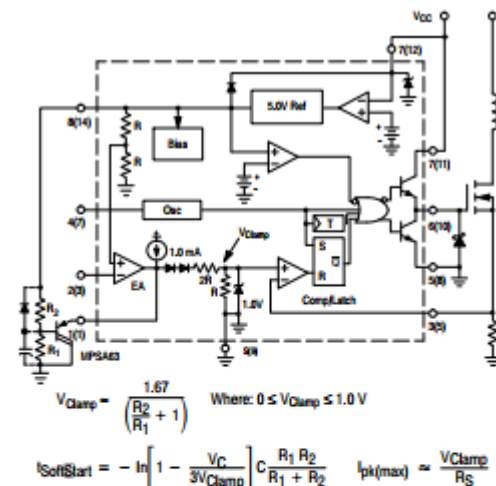 VCC
7(12)
5.0V Ref
8(14)
R
Bias
R
+
-
7(11)
+
-
Osc
4(7)
VClamp
T
6(10)
1.0 mA
S
Q
R
2R
EA
2(3)
R
1.0V
Comp/Latch
5(8)
3(5)
R2
1(1)
R1
MPSA63
5(9)
VClamp = 1.67 / (R2/R1 + 1) Where: 0 ≤ VClamp ≤ 1.0 V
tSoftStart = - ln[1 - VC/3VClamp] C R1 R2/R1 + R2 Ipk(max) ≈ VClamp/RS